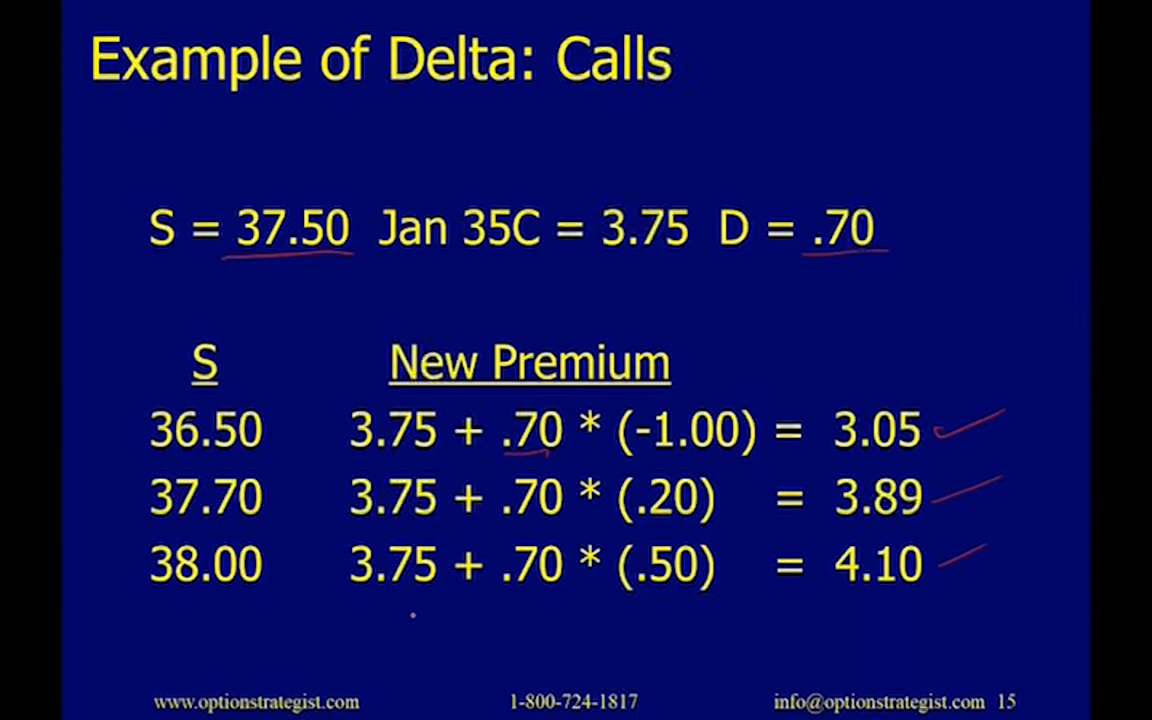 Example of Delta: Calls
S = 37.50 Jan 35C = 3.75 D = .70
S New Premium
36.50 3.75 + .70 * (-1.00) = 3.05
37.70 3.75 + .70 * (.20) = 3.89
38.00 3.75 + .70 * (.50) = 4.10
www.optionstrategist.com 1-800-724-1817 info@optionstrategist.com 15